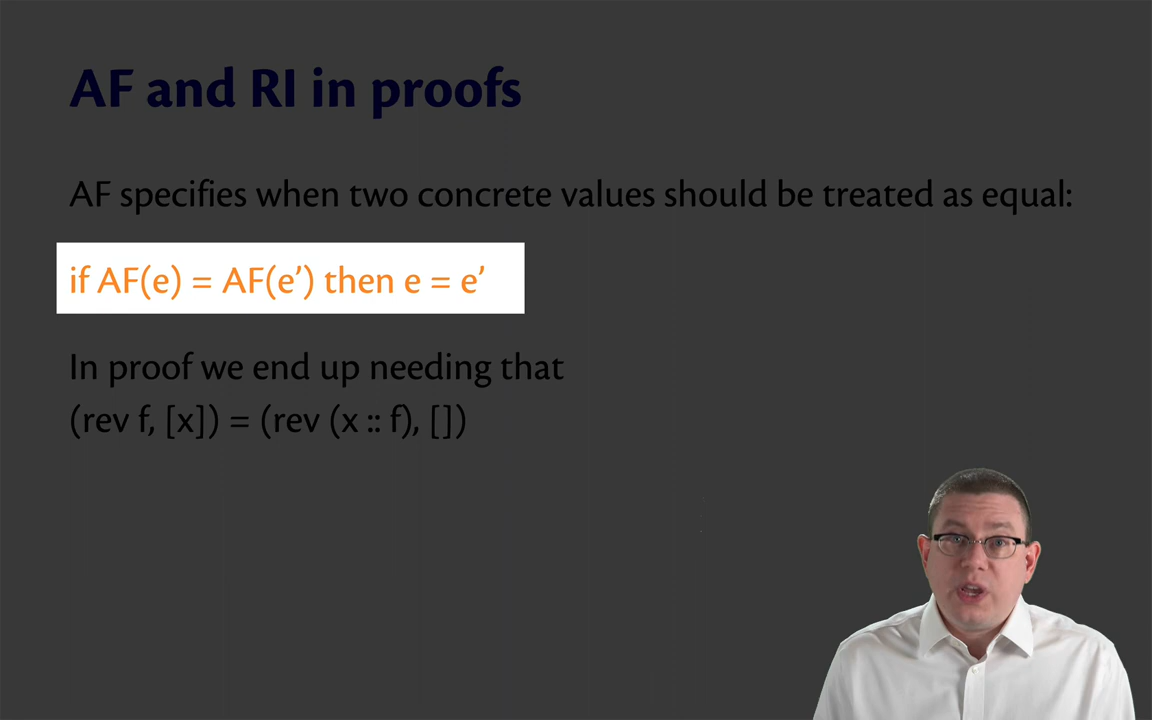 AF and RI in proofs
AF specifies when two concrete values should be treated as equal:
if AF(e) = AF(e’) then e = e’
In proof we end up needing that
(rev f, [x]) = (rev (x :: f), [])